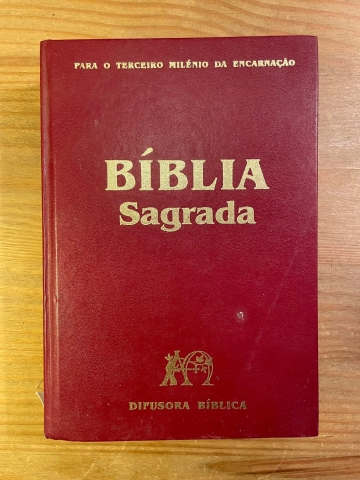 PARA O TERCEIRO MILÉNIO DA ENCARNAÇÃO
BÍBLIA
Sagrada
DIFUSORA BÍBLICA